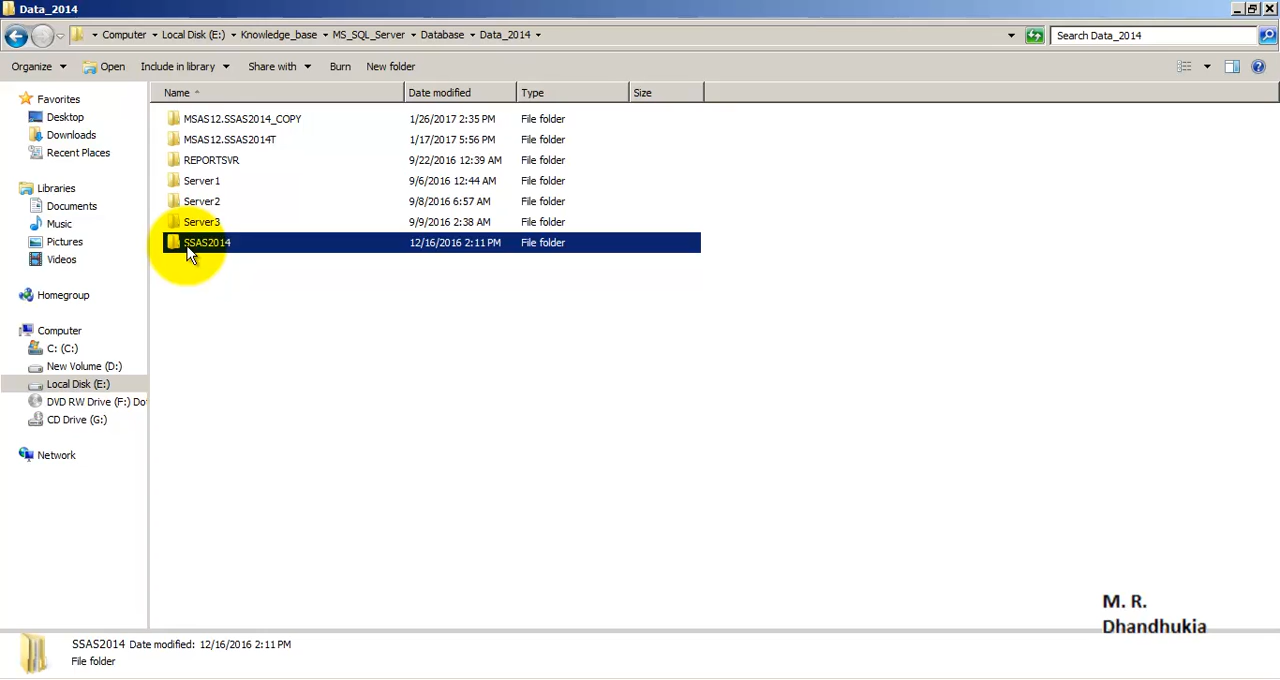 Data_2014
Computer Local Disk (E:) Knowledge_base MS_SQL_Server Database Data_2014 Search Data_2014
Organize Open Include in library Share with Burn New folder
Favorites
Desktop
Downloads
Recent Places
Libraries
Documents
Music
Pictures
Videos
Homegroup
Computer
C: (C:)
New Volume (D:)
Local Disk (E:)
DVD RW Drive (F:) Do
CD Drive (G:)
Network
Name Date modified Type Size
MSAS12.SSAS2014_COPY 1/26/2017 2:35 PM File folder
MSAS12.SSAS2014T 1/17/2017 5:56 PM File folder
REPORTSVR 9/22/2016 12:39 AM File folder
Server1 9/6/2016 12:44 AM File folder
Server2 9/8/2016 6:57 AM File folder
Server3 9/9/2016 2:38 AM File folder
SSAS2014 12/16/2016 2:11 PM File folder
M. R.
Dhandhukia
SSAS2014 Date modified: 12/16/2016 2:11 PM
File folder